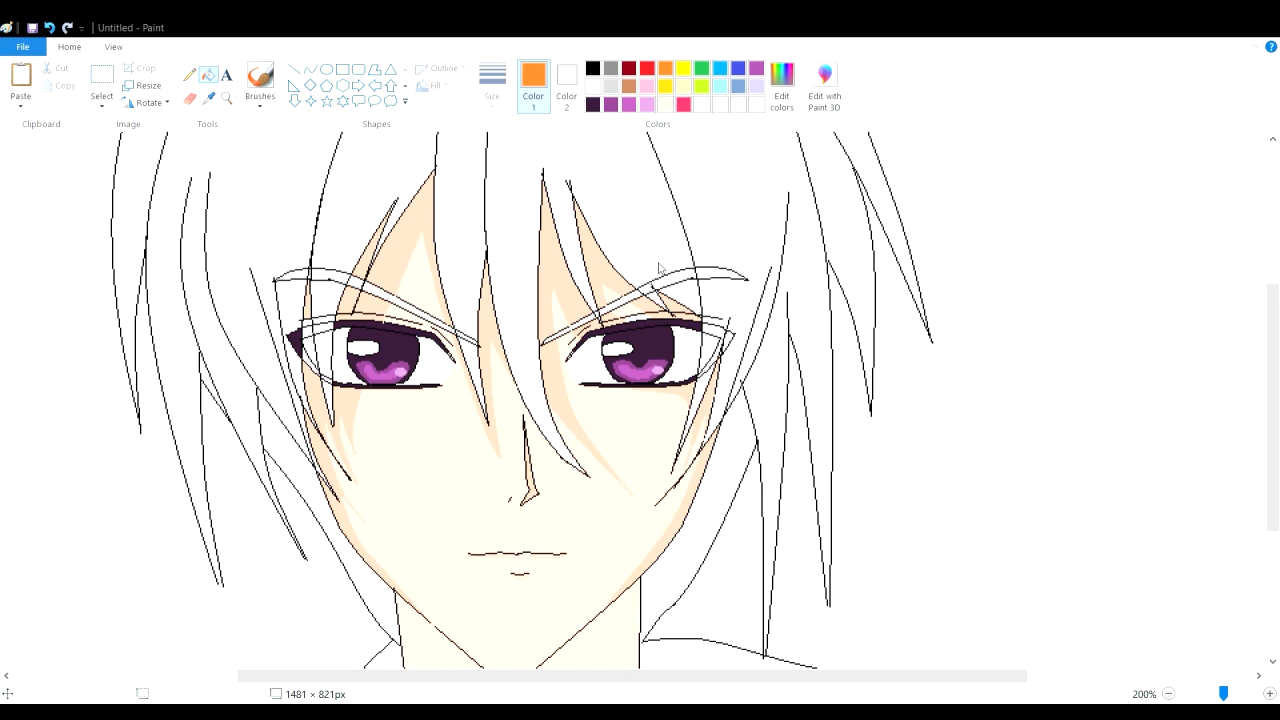 Untitled - Paint
File Home View
Paste
Cut
Copy
Select
Crop
Resize
Rotate
Brushes
Outline
Fill
Size
Color 1
Color 2
Edit colors
Edit with Paint 3D
Clipboard Image Tools Shapes Colors
1481 × 821px
200%